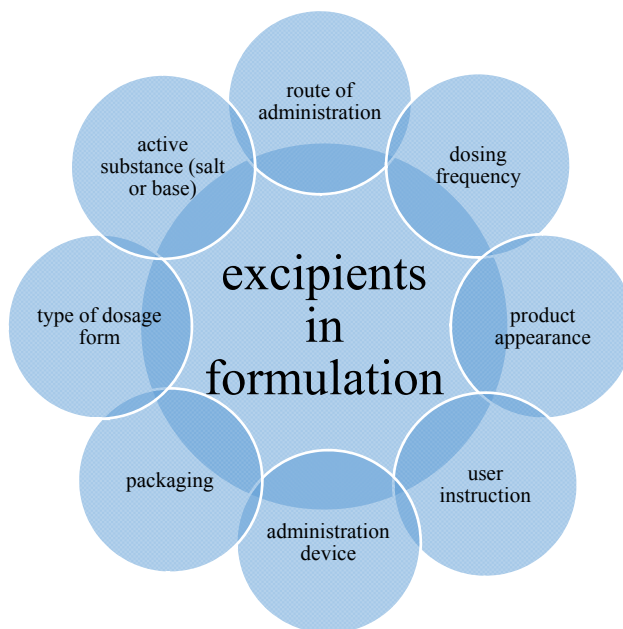 route of
administration
dosing
frequency
product
appearance
user
instruction
administration
device
packaging
type of dosage
form
active
substance (salt
or base)
excipients
in
formulation